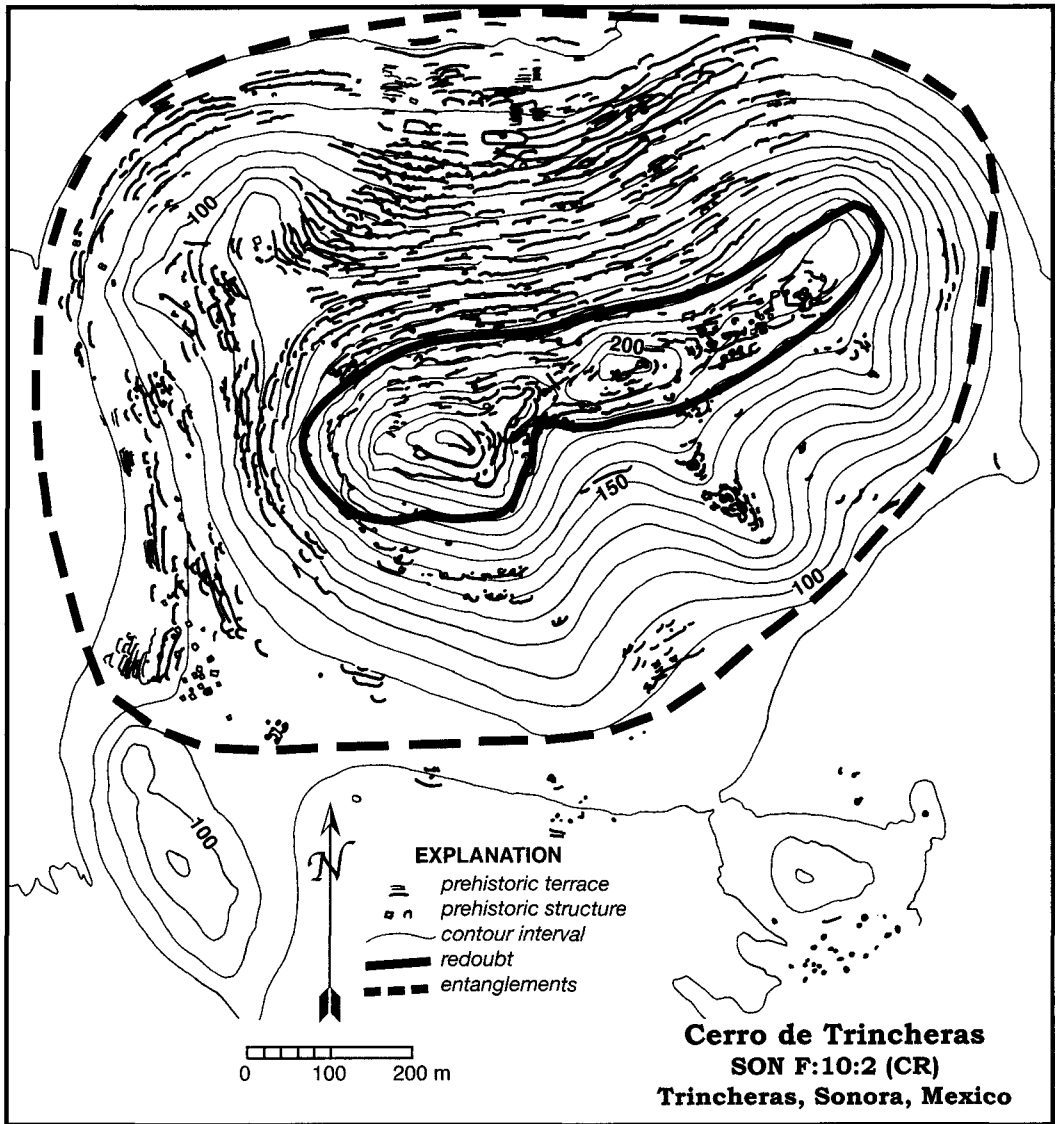 100
200
150
100
100
N
EXPLANATION
prehistoric terrace
prehistoric structure
contour interval
redoubt
entanglements
0 100 200 m
Cerro de Trincheras
SON F:10:2 (CR)
Trincheras, Sonora, Mexico